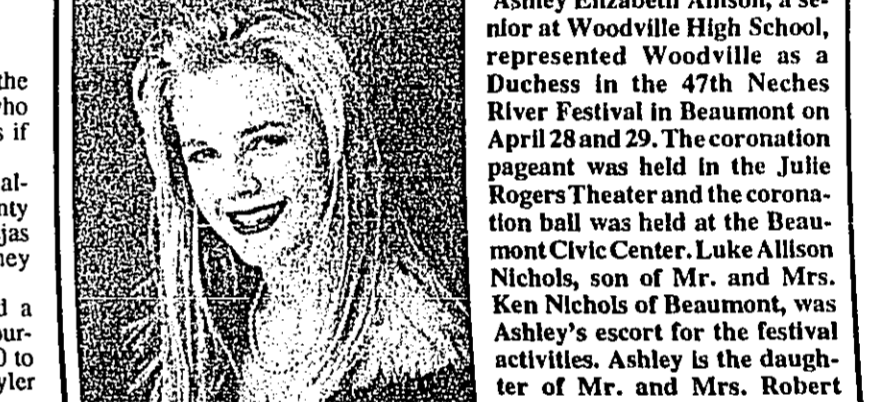 the
who
s if
al-
nty
jas
ney
d a
our-
0 to
yler
Ashley Elizabeth Allison, a se-
nior at Woodville High School,
represented Woodville as a
Duchess in the 47th Neches
River Festival in Beaumont on
April 28 and 29. The coronation
pageant was held in the Julie
Rogers Theater and the corona-
tion ball was held at the Beau-
mont Civic Center. Luke Allison
Nichols, son of Mr. and Mrs.
Ken Nichols of Beaumont, was
Ashley's escort for the festival
activities. Ashley is the daugh-
ter of Mr. and Mrs. Robert